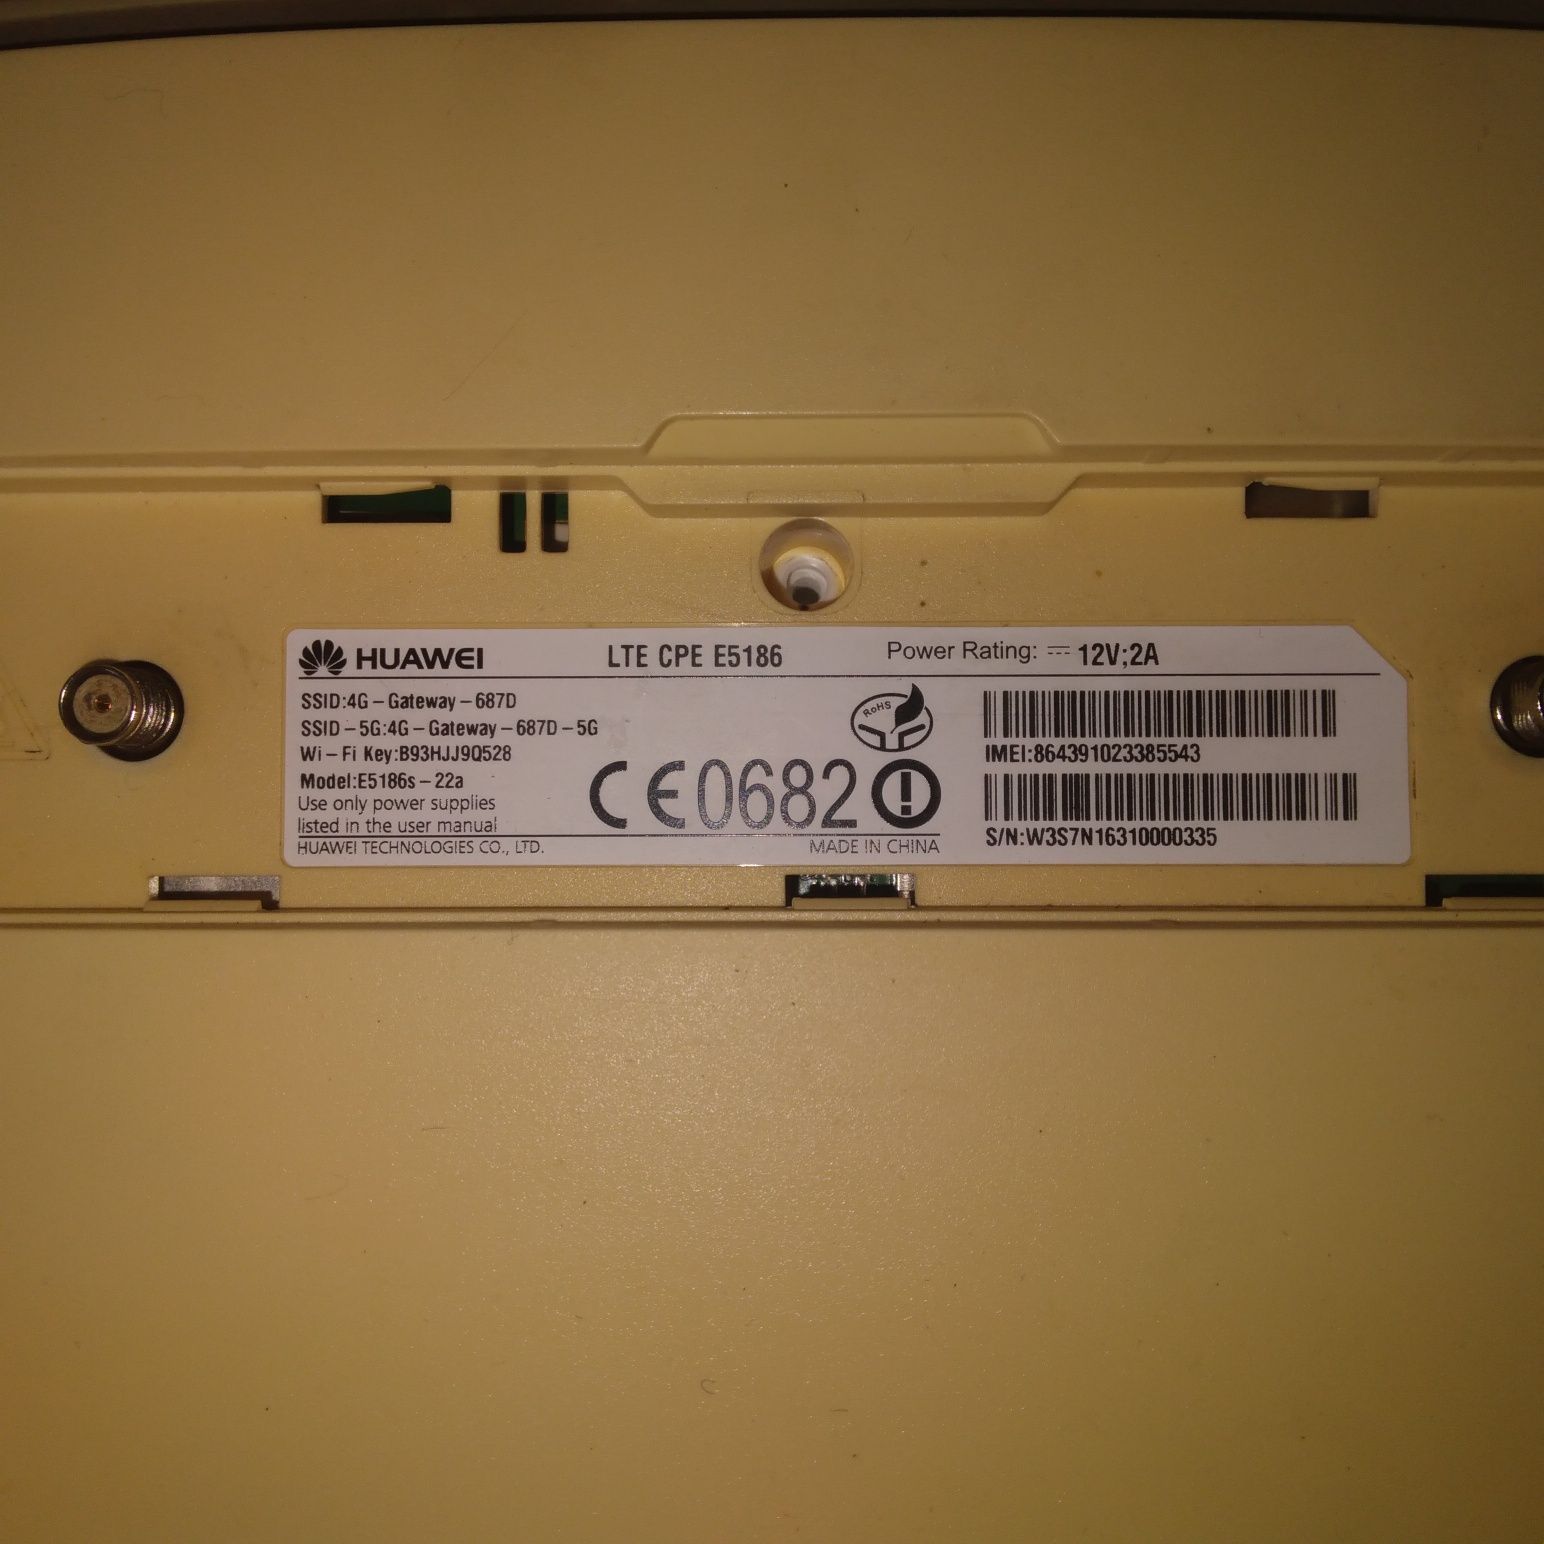 HUAWEI LTE CPE E5186 Power Rating: ⎓ 12V;2A
SSID:4G-Gateway-687D
SSID-5G:4G-Gateway-687D-5G
Wi-Fi Key:B93HJJ9Q528
Model:E5186s-22a
Use only power supplies
listed in the user manual
HUAWEI TECHNOLOGIES CO., LTD.
RoHS
CE0682
MADE IN CHINA
IMEI:864391023385543
S/N:W3S7N16310000335